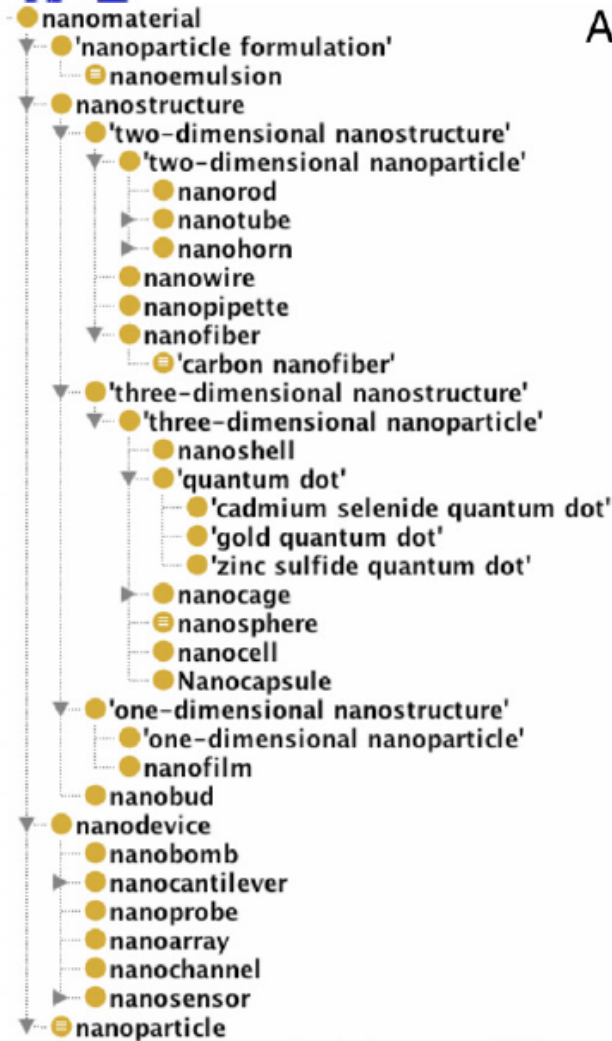 nanomaterial
A
'nanoparticle formulation'
nanoemulsion
nanostructure
'two-dimensional nanostructure'
'two-dimensional nanoparticle'
nanorod
nanotube
nanohorn
nanowire
nanopipette
nanofiber
'carbon nanofiber'
'three-dimensional nanostructure'
'three-dimensional nanoparticle'
nanoshell
'quantum dot'
'cadmium selenide quantum dot'
'gold quantum dot'
'zinc sulfide quantum dot'
nanocage
nanosphere
nanocell
Nanocapsule
'one-dimensional nanostructure'
'one-dimensional nanoparticle'
nanofilm
nanobud
nanodevice
nanobomb
nanocantilever
nanoprobe
nanoarray
nanochannel
nanosensor
nanoparticle